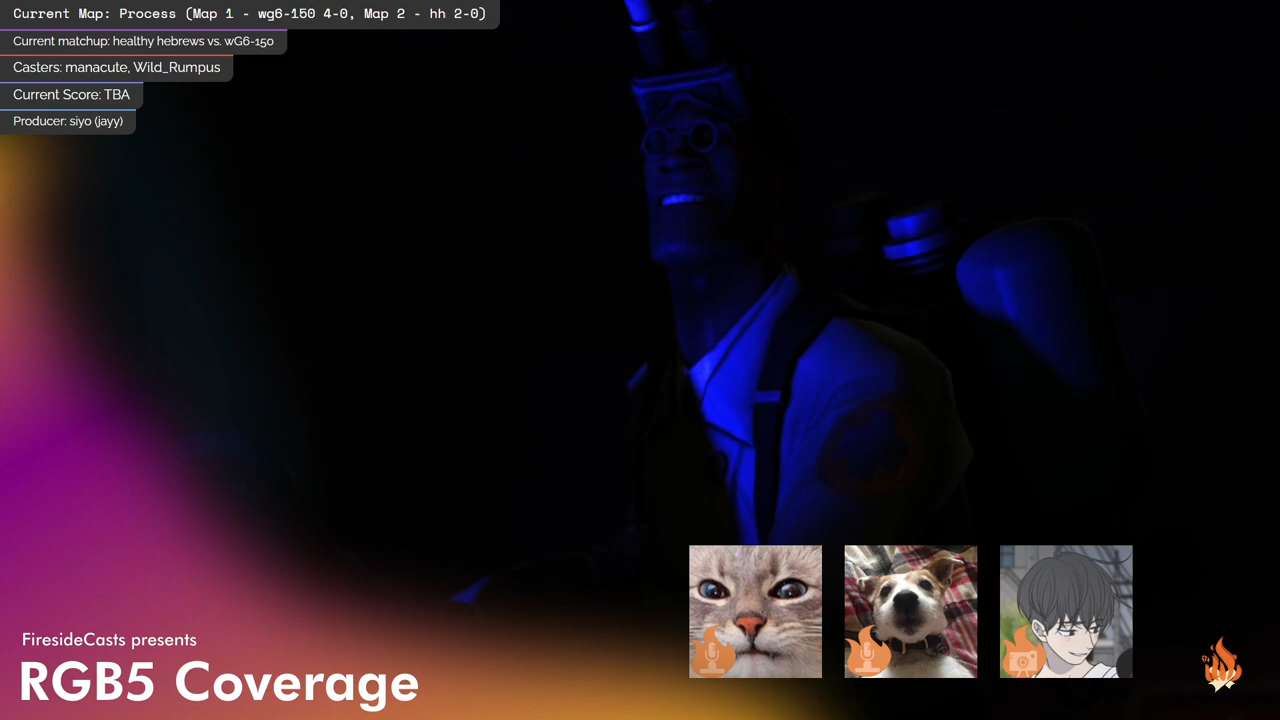 Current Map: Process (Map 1 - wg6-150 4-0, Map 2 - hh 2-0)
Current matchup: healthy hebrews vs. wG6-150
Casters: manacute, Wild_Rumpus
Current Score: TBA
Producer: siyo (jayy)
FiresideCasts presents
RGB5 Coverage